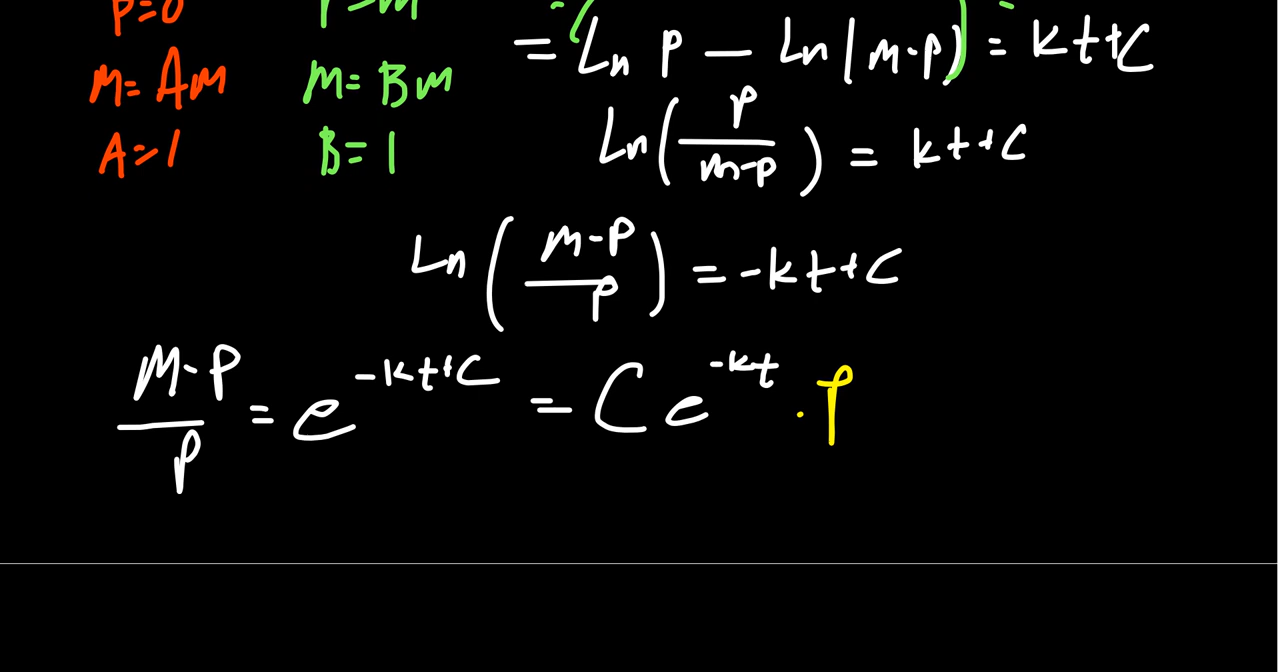 P=0
P=m
= Ln P — Ln |m-P| = kt+C
M= Am
M= Bm
A=1
B= 1
Ln(P/m-P) = kt+C
Ln(m-P/P) = -kt+C
M-P/P = e^-kt+C = Ce^-kt · P